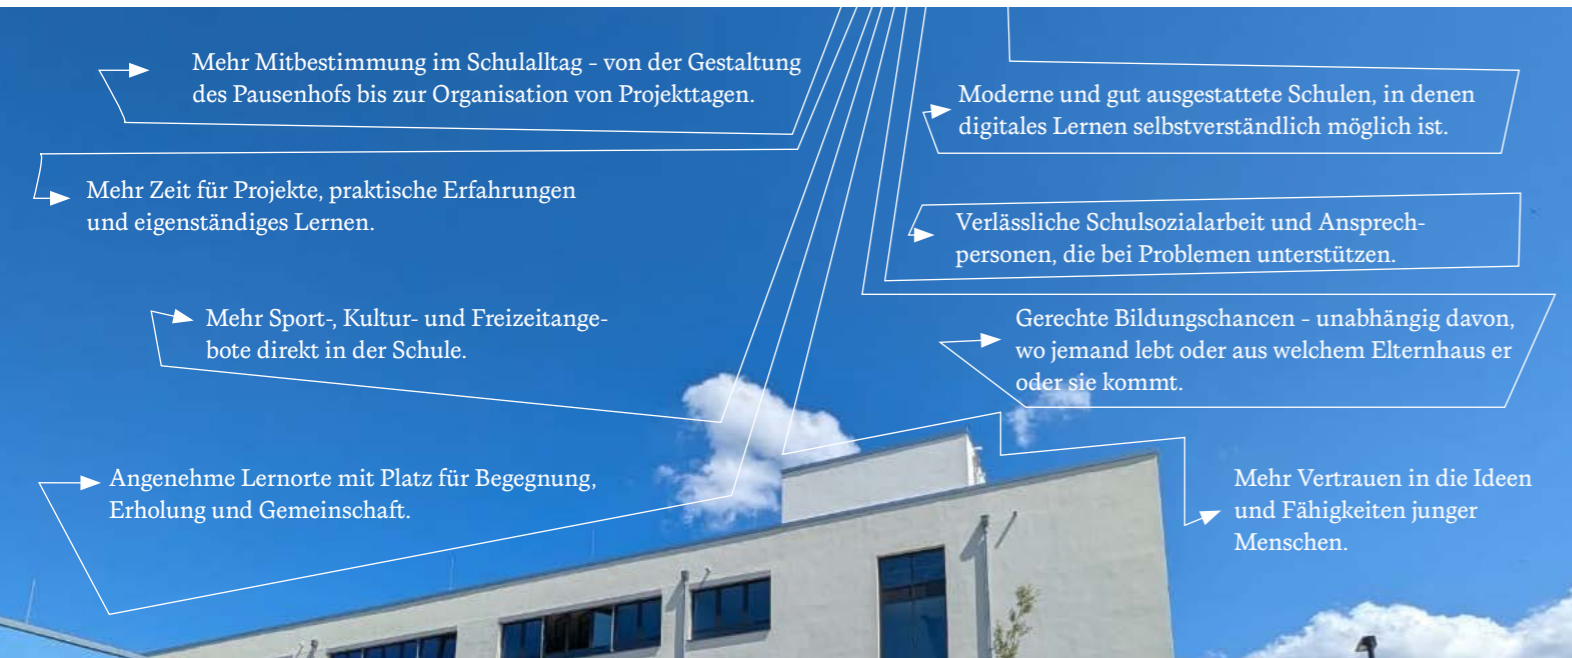 Mehr Mitbestimmung im Schulalltag - von der Gestaltung
des Pausenhofs bis zur Organisation von Projekttagen.
Mehr Zeit für Projekte, praktische Erfahrungen
und eigenständiges Lernen.
Mehr Sport-, Kultur- und Freizeitange-
bote direkt in der Schule.
Angenehme Lernorte mit Platz für Begegnung,
Erholung und Gemeinschaft.
Moderne und gut ausgestattete Schulen, in denen
digitales Lernen selbstverständlich möglich ist.
Verlässliche Schulsozialarbeit und Ansprech-
personen, die bei Problemen unterstützen.
Gerechte Bildungschancen - unabhängig davon,
wo jemand lebt oder aus welchem Elternhaus er
oder sie kommt.
Mehr Vertrauen in die Ideen
und Fähigkeiten junger
Menschen.